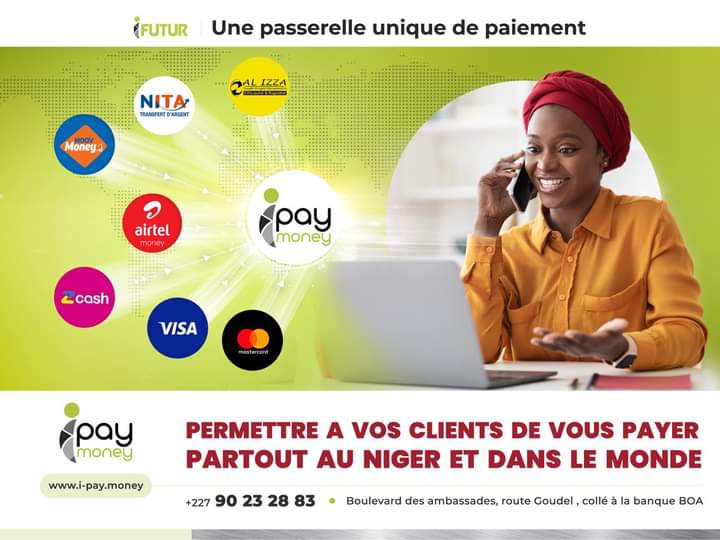 iFUTUR
Une passerelle unique de paiement
NITA
TRANSFERT D'ARGENT
AL IZZA
Money
airtel
money
ipay
money
Zcash
VISA
mastercard
ipay
money
PERMETTRE A VOS CLIENTS DE VOUS PAYER
PARTOUT AU NIGER ET DANS LE MONDE
www.i-pay.money
+227 90 23 28 83 • Boulevard des ambassades, route Goudel , collé à la banque BOA